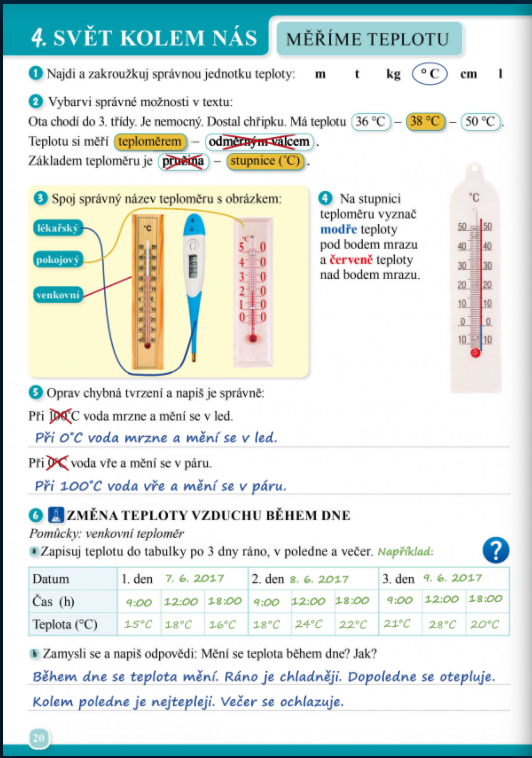 4. SVĚT KOLEM NÁS
MĚŘÍME TEPLOTU
1 Najdi a zakroužkuj správnou jednotku teploty: m t kg °C cm l
2 Vybarvi správné možnosti v textu:
Ota chodí do 3. třídy. Je nemocný. Dostal chřipku. Má teplotu 36 °C – 38 °C – 50 °C.
Teplotu si měří teploměrem – odměrným válcem.
Základem teploměru je pružina – stupnice (°C).
3 Spoj správný název teploměru s obrázkem:
lékařský
pokojový
venkovní
4 Na stupnici
teploměru vyznač
modře teploty
pod bodem mrazu
a červeně teploty
nad bodem mrazu.
°C
50 50
40 40
30 30
20 20
10 10
0 0
10 10
5 Oprav chybná tvrzení a napiš je správně:
Při 100°C voda mrzne a mění se v led.
Při 0°C voda mrzne a mění se v led.
Při 0°C voda vře a mění se v páru.
Při 100°C voda vře a mění se v páru.
6 ZMĚNA TEPLOTY VZDUCHU BĚHEM DNE
Pomůcky: venkovní teploměr
a Zapisuj teplotu do tabulky po 3 dny ráno, v poledne a večer. Například:
?
Datum 1. den 7. 6. 2017 2. den 8. 6. 2017 3. den 9. 6. 2017
Čas (h) 9:00 12:00 18:00 9:00 12:00 18:00 9:00 12:00 18:00
Teplota (°C) 15°C 18°C 16°C 18°C 24°C 22°C 21°C 28°C 20°C
b Zamysli se a napiš odpovědi: Mění se teplota během dne? Jak?
Během dne se teplota mění. Ráno je chladněji. Dopoledne se otepluje.
Kolem poledne je nejtepleji. Večer se ochlazuje.
20